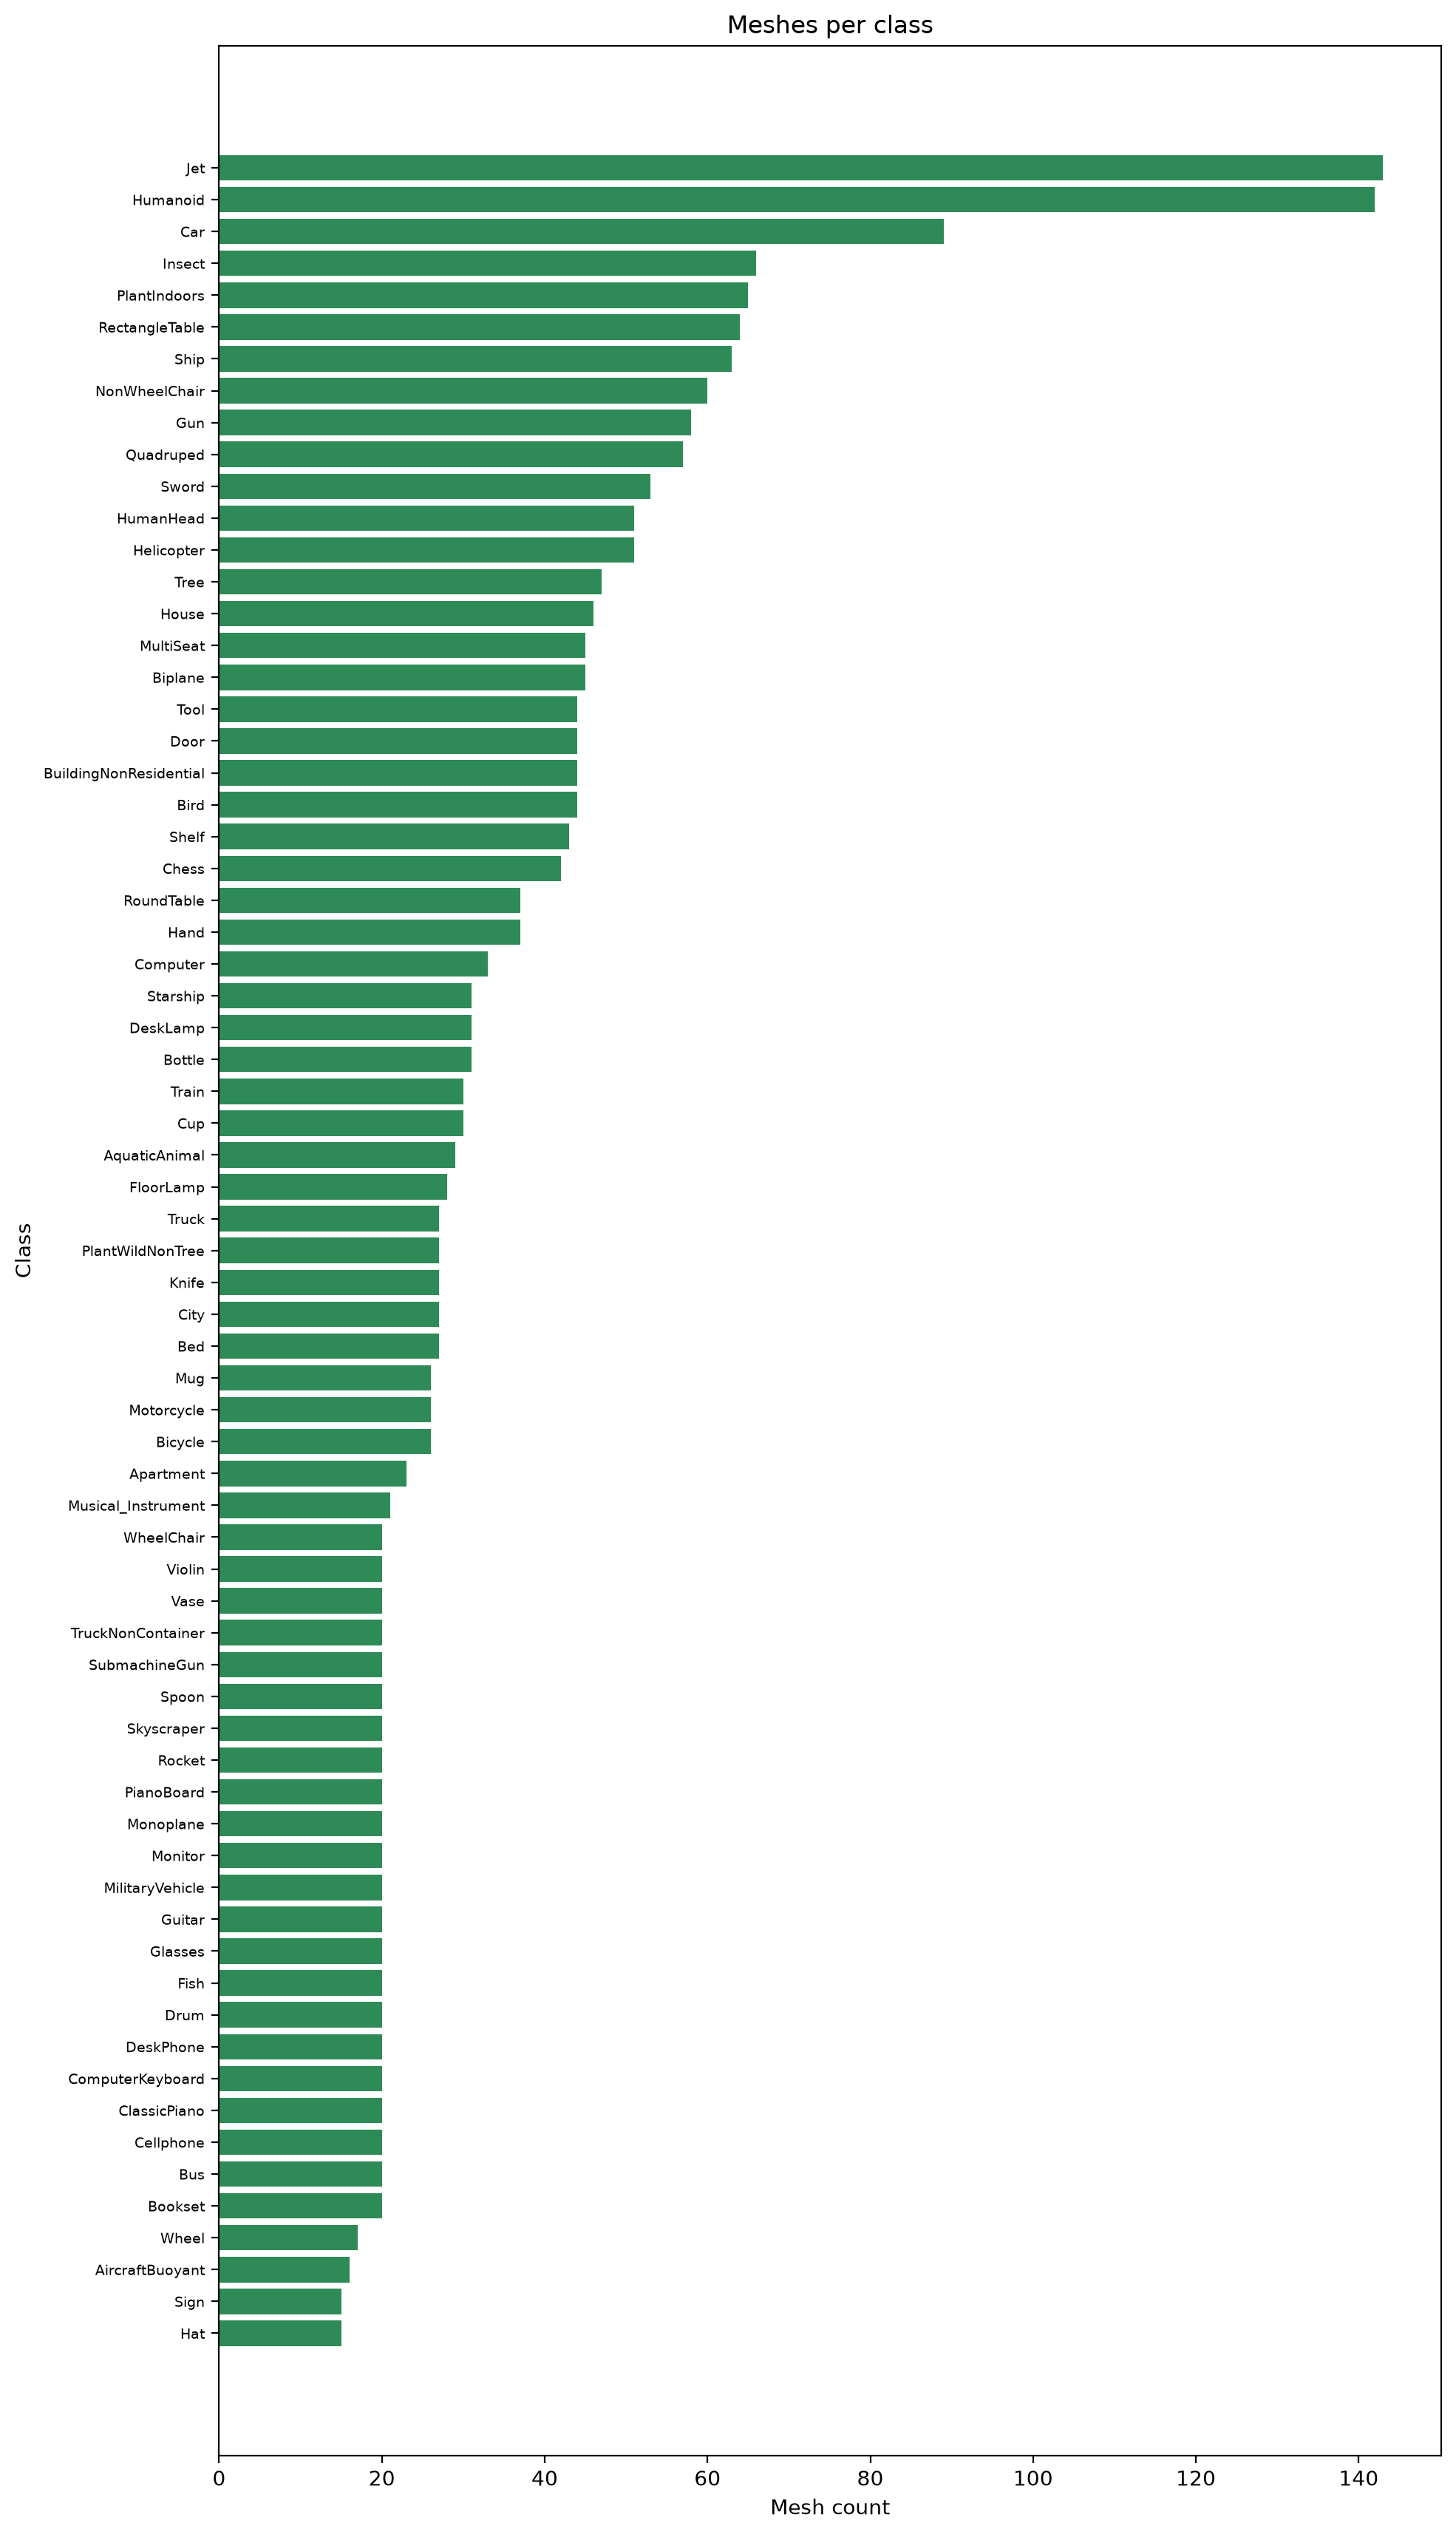 Meshes per class
Jet
Humanoid
Car
Insect
PlantIndoors
RectangleTable
Ship
NonWheelChair
Gun
Quadruped
Sword
HumanHead
Helicopter
Tree
House
MultiSeat
Biplane
Tool
Door
BuildingNonResidential
Bird
Shelf
Chess
RoundTable
Hand
Computer
Starship
DeskLamp
Bottle
Train
Cup
AquaticAnimal
FloorLamp
Truck
PlantWildNonTree
Knife
City
Bed
Mug
Motorcycle
Bicycle
Apartment
Musical_Instrument
WheelChair
Violin
Vase
TruckNonContainer
SubmachineGun
Spoon
Skyscraper
Rocket
PianoBoard
Monoplane
Monitor
MilitaryVehicle
Guitar
Glasses
Fish
Drum
DeskPhone
ComputerKeyboard
ClassicPiano
Cellphone
Bus
Bookset
Wheel
AircraftBuoyant
Sign
Hat
Class
0 20 40 60 80 100 120 140
Mesh count